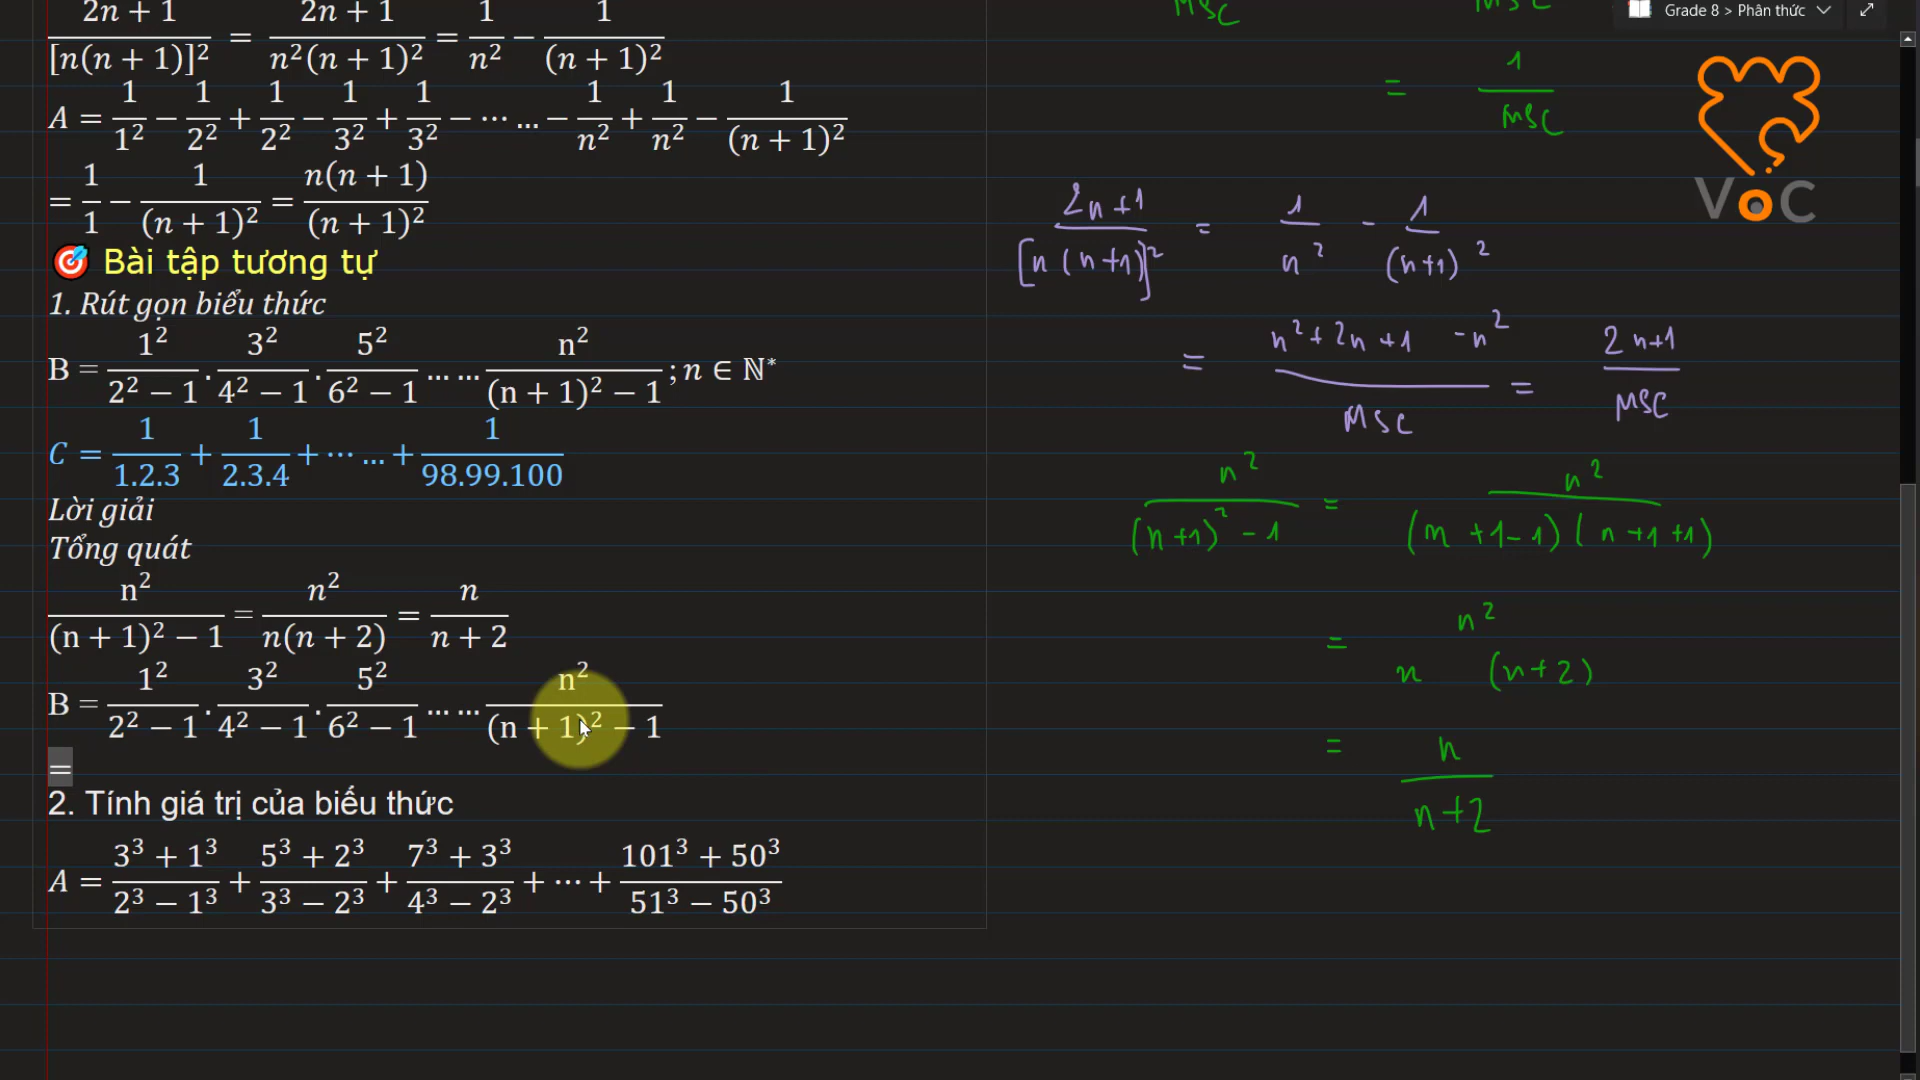 2n + 1 / [n(n + 1)]² = 2n + 1 / n²(n + 1)² = 1/n² − 1/(n + 1)²
A = 1/1² − 1/2² + 1/2² − 1/3² + 1/3² − ⋯ … − 1/n² + 1/n² − 1/(n + 1)²
= 1/1 − 1/(n + 1)² = n(n + 1)/(n + 1)²
🎯 Bài tập tương tự
1. Rút gọn biểu thức
B = 1²/(2² − 1) . 3²/(4² − 1) . 5²/(6² − 1) … … n²/((n + 1)² − 1) ; n ∈ ℕ*
C = 1/1.2.3 + 1/2.3.4 + ⋯ … + 1/98.99.100
Lời giải
Tổng quát
n²/((n + 1)² − 1) = n²/n(n + 2) = n/(n + 2)
B = 1²/(2² − 1) . 3²/(4² − 1) . 5²/(6² − 1) … … n²/((n + 1)² − 1)
=
2. Tính giá trị của biếu thức
A = (3³ + 1³)/(2³ − 1³) + (5³ + 2³)/(3³ − 2³) + (7³ + 3³)/(4³ − 2³) + ⋯ + (101³ + 50³)/(51³ − 50³)
Grade 8 > Phân thức
MSC MSC
= 1/MSC
VoC
2n+1/[n(n+1)]² = 1/n² - 1/(n+1)²
= n²+2n+1 -n²/MSC = 2n+1/MSC
n²/(n+1)² - 1 = n²/(n+1-1)(n+1+1)
= n² n (n+2)
= n/n+2